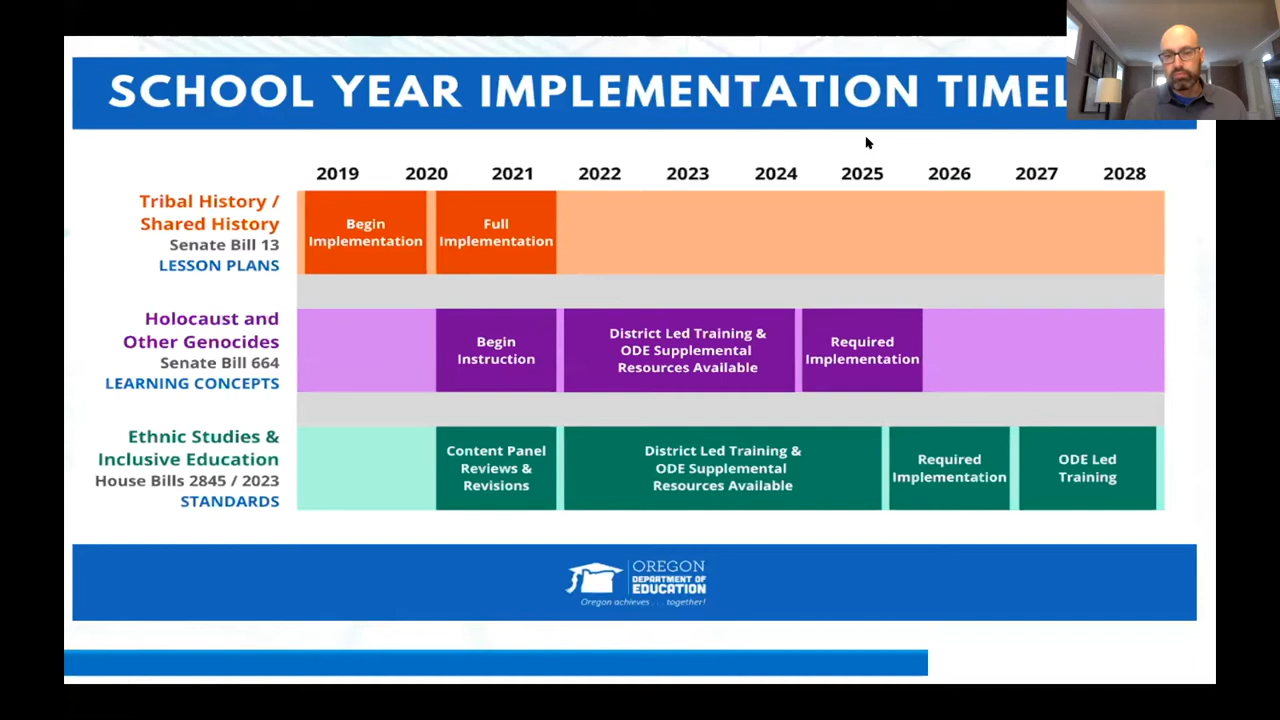 SCHOOL YEAR IMPLEMENTATION
2019 2020 2021 2022 2023 2024 2025 2026 2027 2028
Tribal History /
Shared History
Senate Bill 13
LESSON PLANS
Begin
Implementation
Full
Implementation
Holocaust and
Other Genocides
Senate Bill 664
LEARNING CONCEPTS
Begin
Instruction
District Led Training &
ODE Supplemental
Resources Available
Required
Implementation
Ethnic Studies &
Inclusive Education
House Bills 2845 / 2023
STANDARDS
Content Panel
Reviews &
Revisions
District Led Training &
ODE Supplemental
Resources Available
Required
Implementation
ODE Led
Training
OREGON
DEPARTMENT OF
EDUCATION
Oregon achieves . . . together!